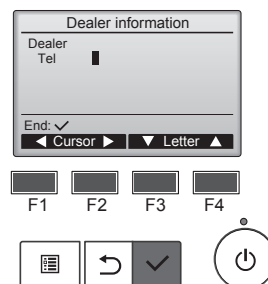 Dealer information
Dealer
Tel
End: ✓
◀ Cursor ▶ ▼ Letter ▲
F1 F2 F3 F4